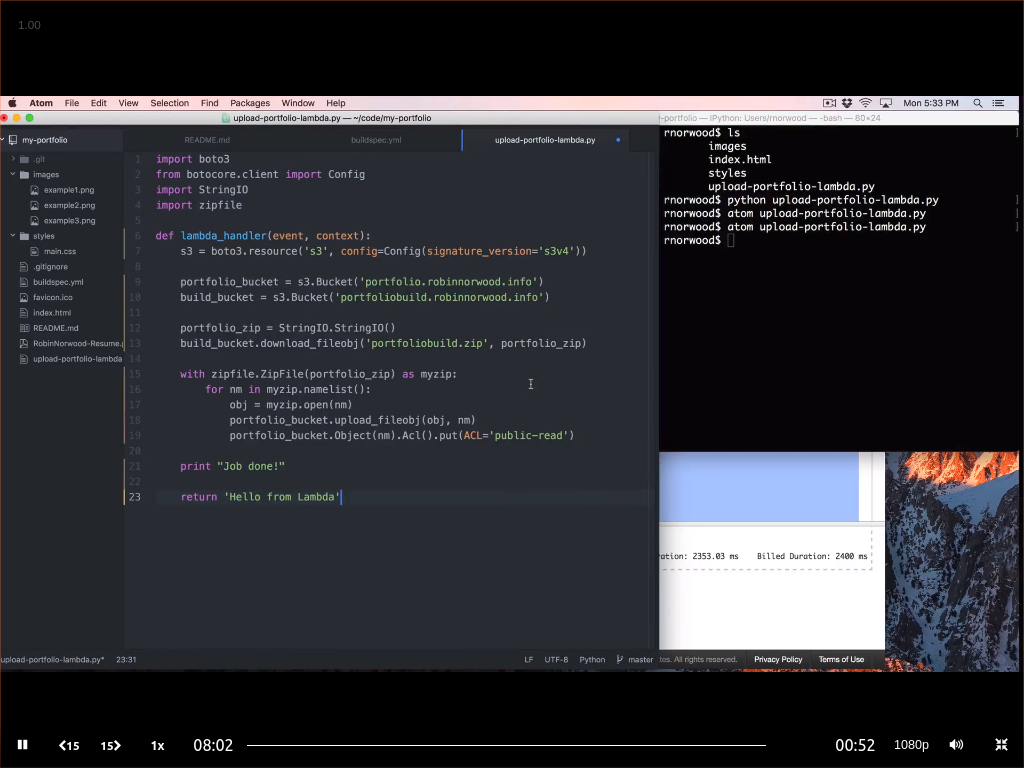 1.00
Atom File Edit View Selection Find Packages Window Help Mon 5:33 PM
upload-portfolio-lambda.py — ~/code/my-portfolio
-portfolio — IPython: Users/rnorwood — -bash — 80×24
my-portfolio
README.md buildspec.yml upload-portfolio-lambda.py
.git
images
example1.png
example2.png
example3.png
styles
main.css
.gitignore
buildspec.yml
favicon.ico
index.html
README.md
RobinNorwood-Resume.p
upload-portfolio-lambda
1 import boto3
2 from botocore.client import Config
3 import StringIO
4 import zipfile
5
6 def lambda_handler(event, context):
7 s3 = boto3.resource('s3', config=Config(signature_version='s3v4'))
8
9 portfolio_bucket = s3.Bucket('portfolio.robinnorwood.info')
10 build_bucket = s3.Bucket('portfoliobuild.robinnorwood.info')
11
12 portfolio_zip = StringIO.StringIO()
13 build_bucket.download_fileobj('portfoliobuild.zip', portfolio_zip)
14
15 with zipfile.ZipFile(portfolio_zip) as myzip:
16 for nm in myzip.namelist():
17 obj = myzip.open(nm)
18 portfolio_bucket.upload_fileobj(obj, nm)
19 portfolio_bucket.Object(nm).Acl().put(ACL='public-read')
20
21 print "Job done!"
22
23 return 'Hello from Lambda'
rnorwood$ ls
images
index.html
styles
upload-portfolio-lambda.py
rnorwood$ python upload-portfolio-lambda.py
rnorwood$ atom upload-portfolio-lambda.py
rnorwood$ atom upload-portfolio-lambda.py
rnorwood$
ration: 2353.03 ms Billed Duration: 2400 ms
upload-portfolio-lambda.py* 23:31 LF UTF-8 Python master tes. All rights reserved. Privacy Policy Terms of Use
15 15 1x 08:02 00:52 1080p